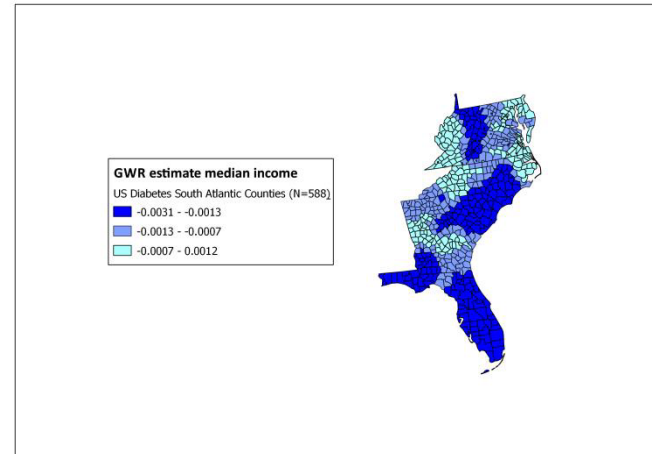 GWR estimate median income
US Diabetes South Atlantic Counties (N=588)
-0.0031 - -0.0013
-0.0013 - -0.0007
-0.0007 - 0.0012